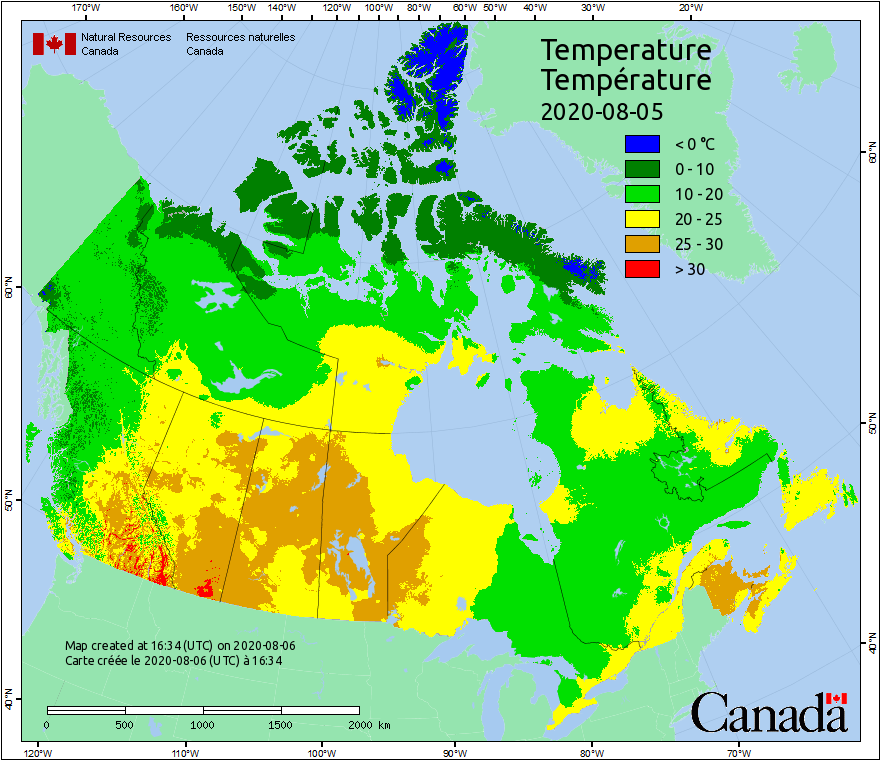 170°W 160°W 150°W 140°W 130°W 120°W 110°W 100°W 90°W 80°W 60°W 50°W 40°W 30°W 20°W
Natural Resources Ressources naturelles
Canada Canada
Temperature
Température
2020-08-05
< 0 °C
0 - 10
10 - 20
20 - 25
25 - 30
> 30
60°N 60°N
50°N 50°N
40°N 40°N
Map created at 16:34 (UTC) on 2020-08-06
Carte créée le 2020-08-06 (UTC) à 16:34
0 500 1000 1500 2000 km
Canada
120°W 110°W 100°W 90°W 80°W 70°W